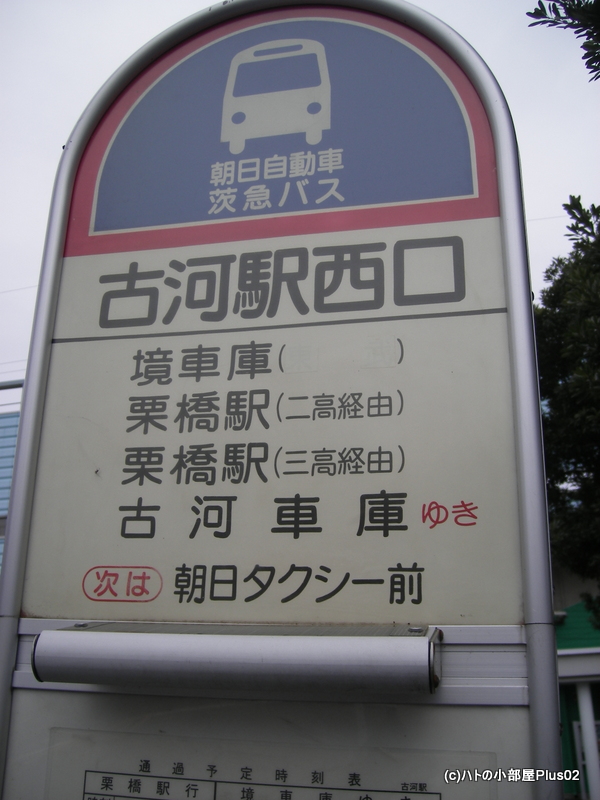 朝日自動車
茨急バス
古河駅西口
境車庫( )
栗橋駅(二高経由)
栗橋駅(三高経由)
古河車庫ゆき
次は 朝日タクシー前
通過予定時刻表 古河駅
栗橋駅行 境車庫ゆき
(c)ハトの小部屋Plus02